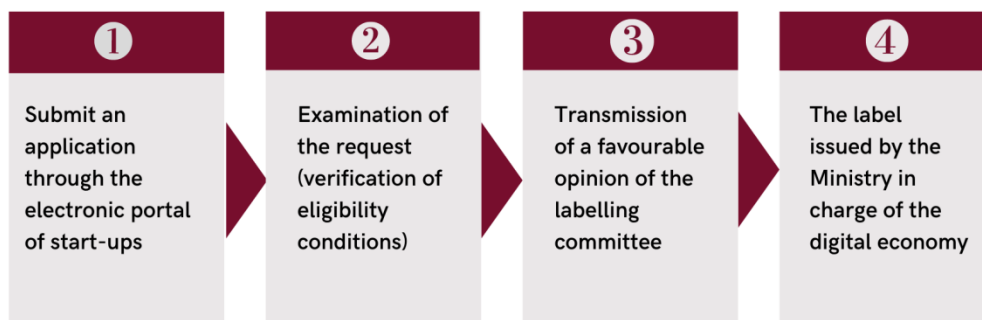 1
Submit an
application
through the
electronic portal
of start-ups
2
Examination of
the request
(verification of
eligibility
conditions)
3
Transmission
of a favourable
opinion of the
labelling
committee
4
The label
issued by the
Ministry in
charge of the
digital economy